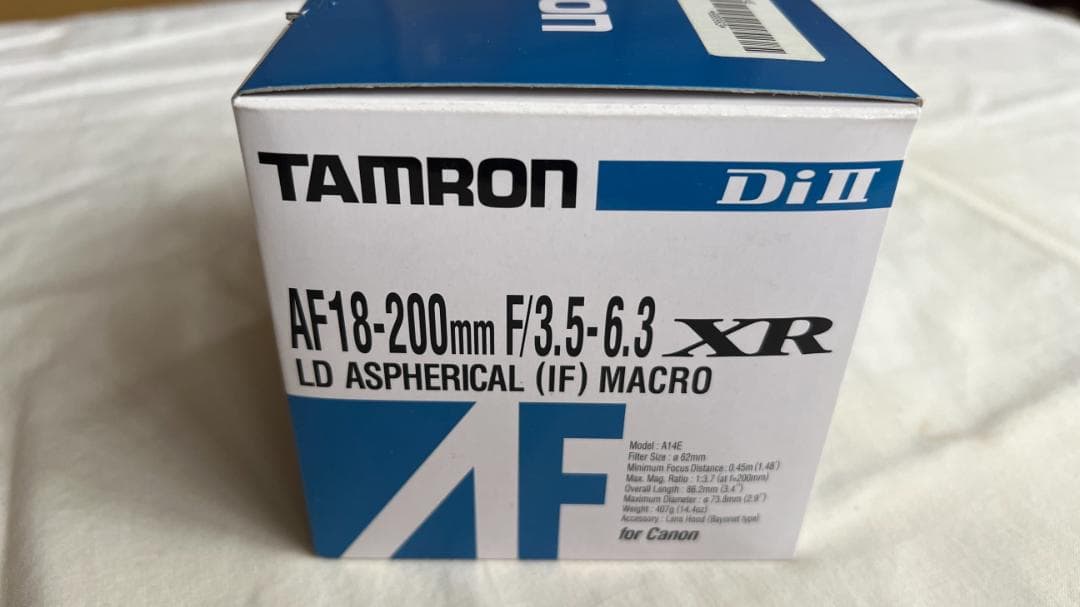 on
TAMRON Di II
AF18-200mm F/3.5-6.3 XR
LD ASPHERICAL (IF) MACRO
AF
Model : A14E
Filter Size : ø 62mm
Minimum Focus Distance : 0.45m (1.48')
Max. Mag. Ratio : 1:3.7 (at f=200mm)
Overall Length : 86.2mm (3.4")
Maximum Diameter : ø 73.8mm (2.9")
Weight : 407g (14.4oz)
Accessory : Lens Hood (Bayonet type)
for Canon